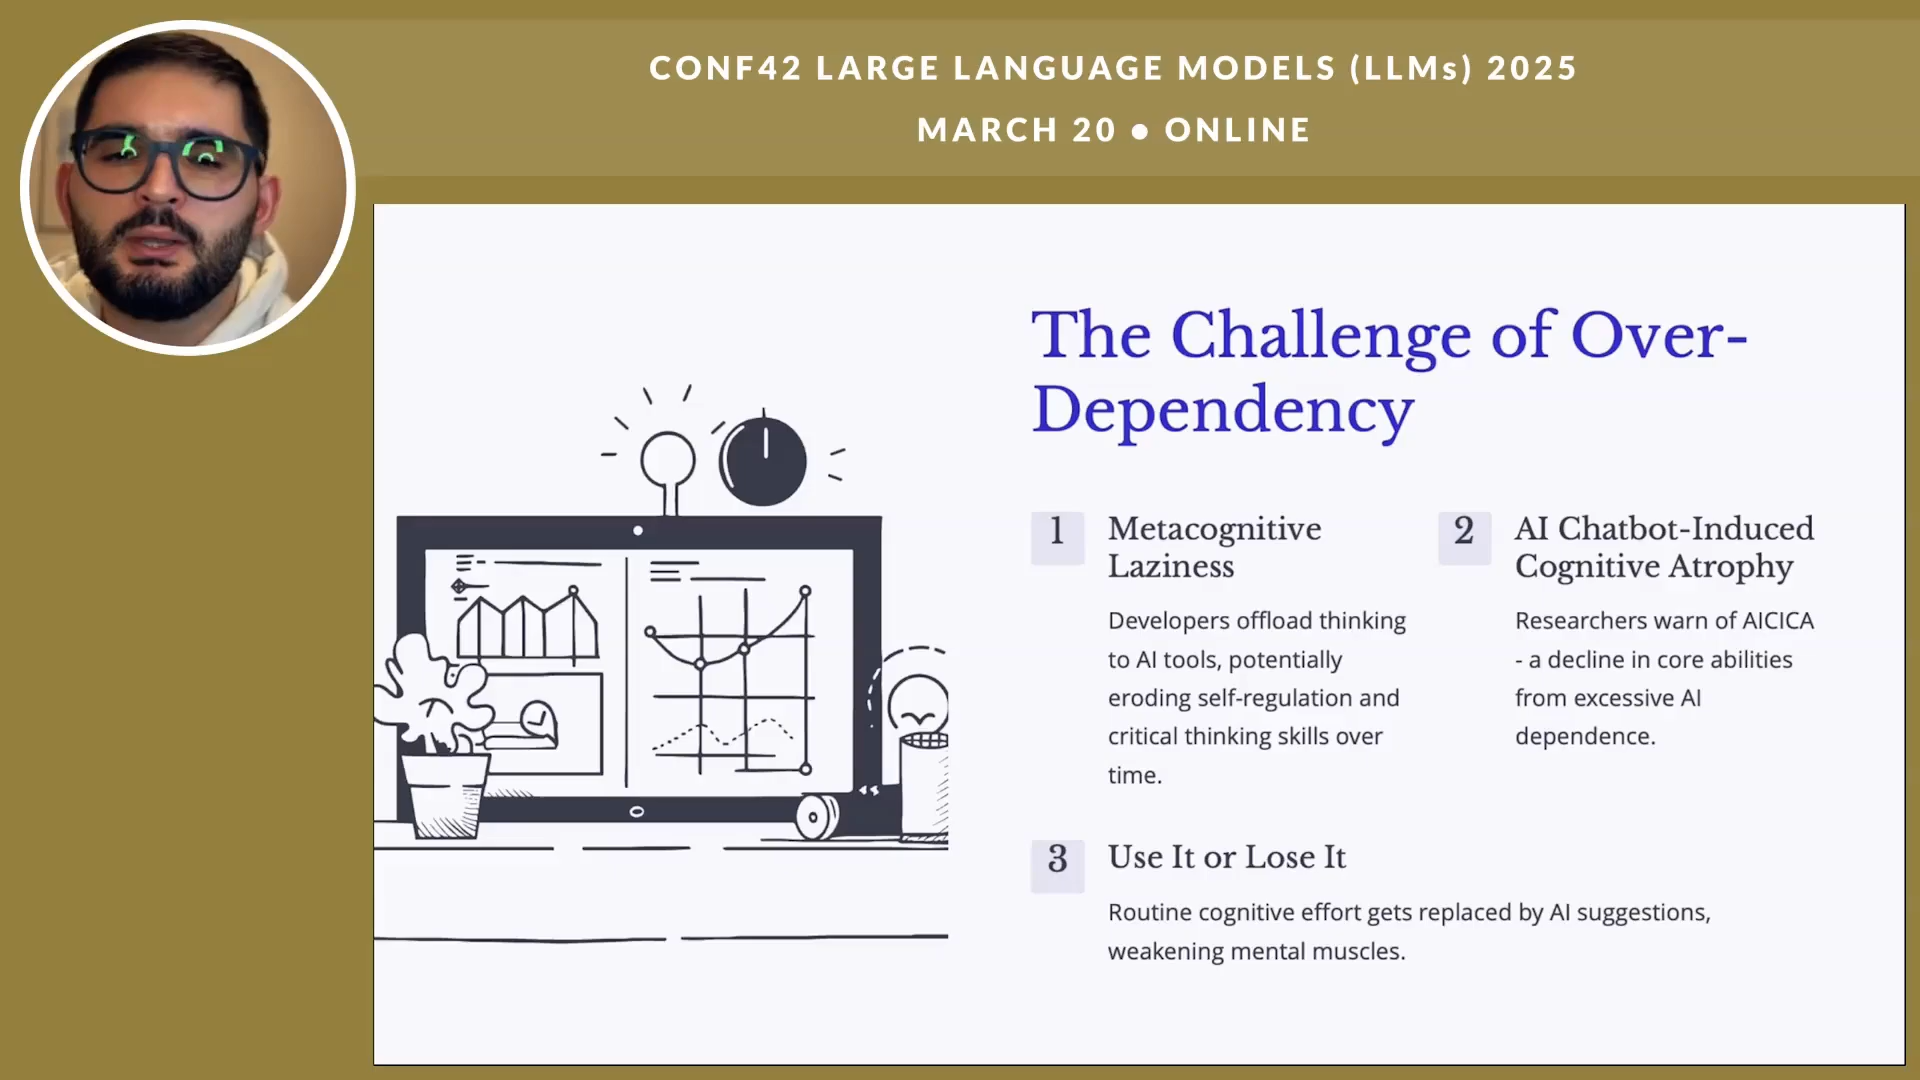 CONF42 LARGE LANGUAGE MODELS (LLMs) 2025
MARCH 20 ● ONLINE
The Challenge of Over-
Dependency
1
Metacognitive
Laziness
Developers offload thinking
to AI tools, potentially
eroding self-regulation and
critical thinking skills over
time.
2
AI Chatbot-Induced
Cognitive Atrophy
Researchers warn of AICICA
- a decline in core abilities
from excessive AI
dependence.
3
Use It or Lose It
Routine cognitive effort gets replaced by AI suggestions,
weakening mental muscles.